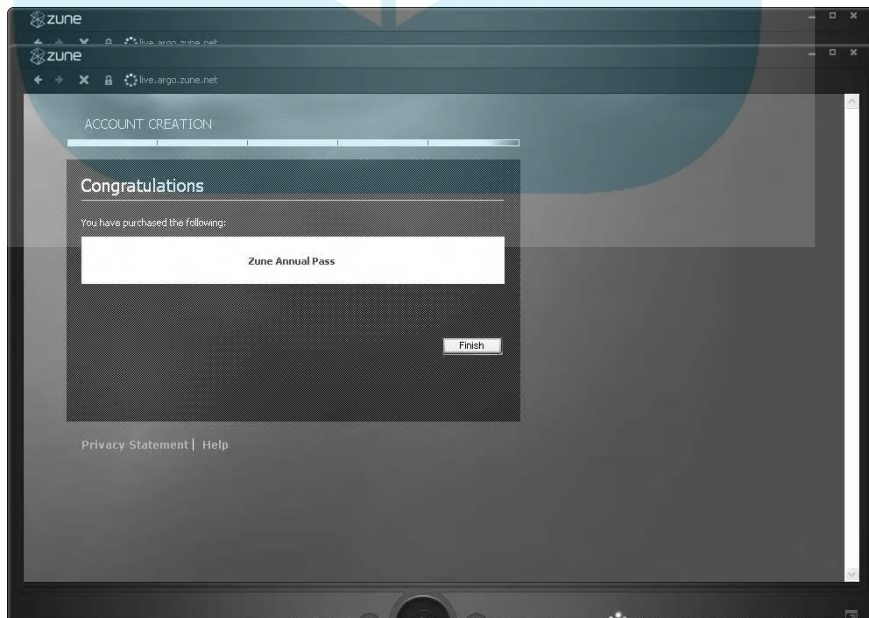 zune
live.argo.zune.net
zune
live.argo.zune.net
ACCOUNT CREATION
Congratulations
You have purchased the following:
Zune Annual Pass
Finish
Privacy Statement | Help